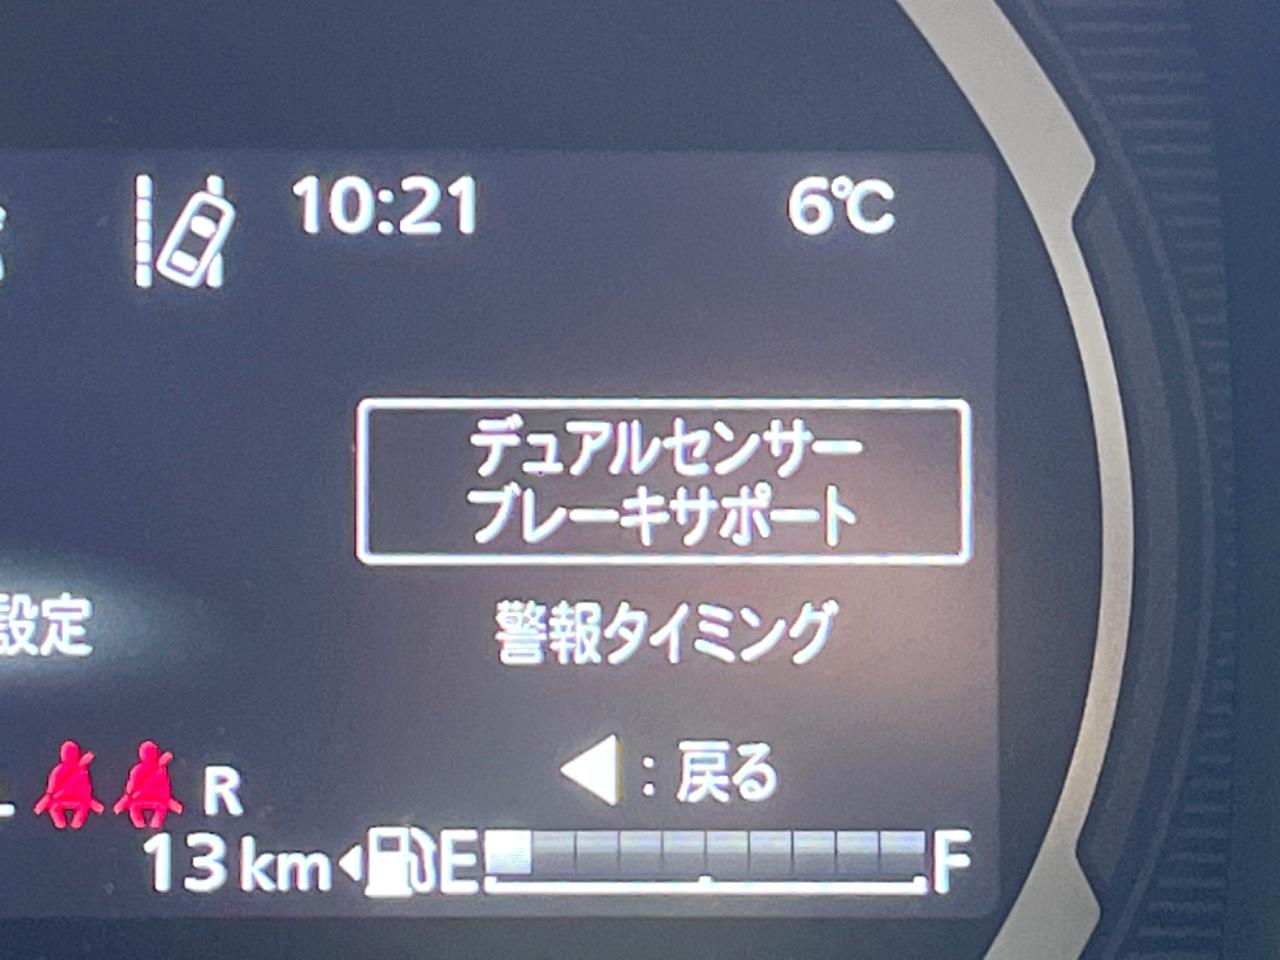 10:21 6℃
デュアルセンサー
ブレーキサポート
設定
警報タイミング
◀:戻る
R
13km E F